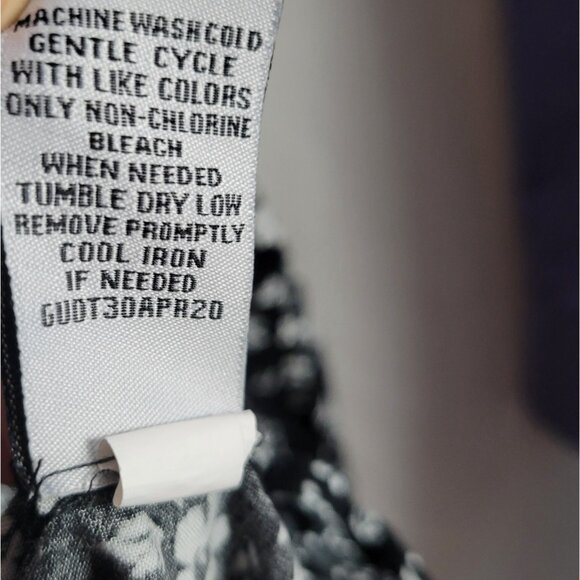 MACHINE WASH COLD
GENTLE CYCLE
WITH LIKE COLORS
ONLY NON-CHLORINE
BLEACH
WHEN NEEDED
TUMBLE DRY LOW
REMOVE PROMPTLY
COOL IRON
IF NEEDED
GUDT30APR20